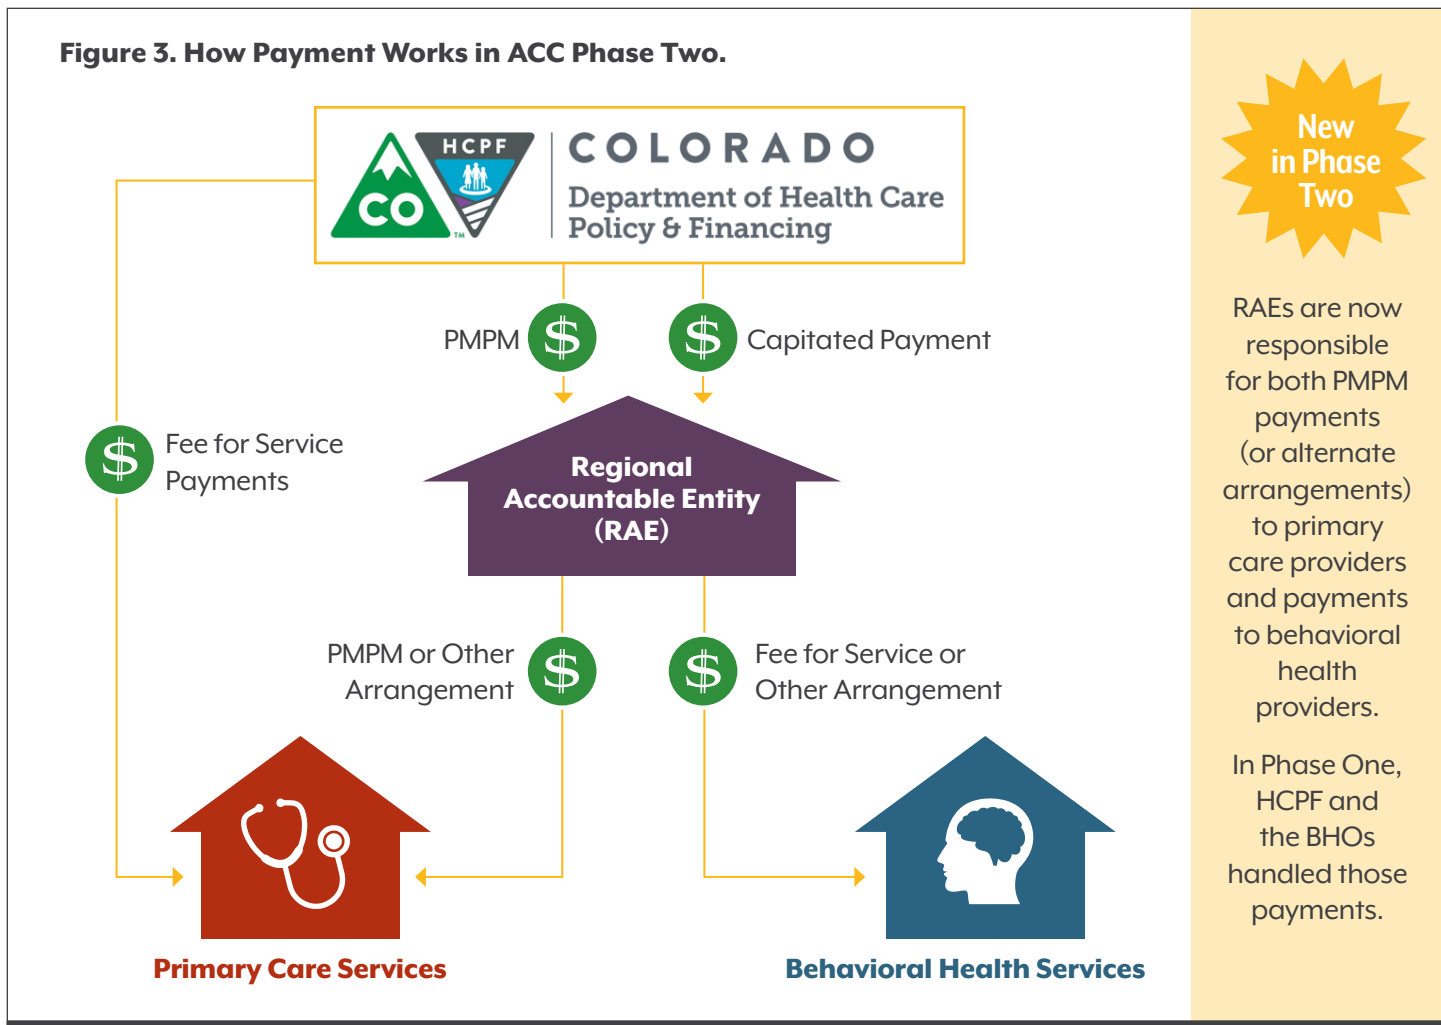 Figure 3. How Payment Works in ACC Phase Two.
CO
TM
HCPF
COLORADO
Department of Health Care
Policy & Financing
PMPM
$
$
Capitated Payment
$
Fee for Service
Payments
Regional
Accountable Entity
(RAE)
PMPM or Other
Arrangement
$
$
Fee for Service or
Other Arrangement
Primary Care Services
Behavioral Health Services
New
in Phase
Two
RAEs are now
responsible
for both PMPM
payments
(or alternate
arrangements)
to primary
care providers
and payments
to behavioral
health
providers.
In Phase One,
HCPF and
the BHOs
handled those
payments.